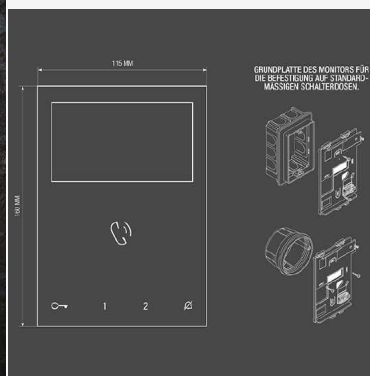 115 MM
GRUNDPLATTE DES MONITORS FÜR
DIE BEFESTIGUNG AUF STANDARD-
MÄSSIGEN SCHALTERDOSEN.
160 MM
1 2